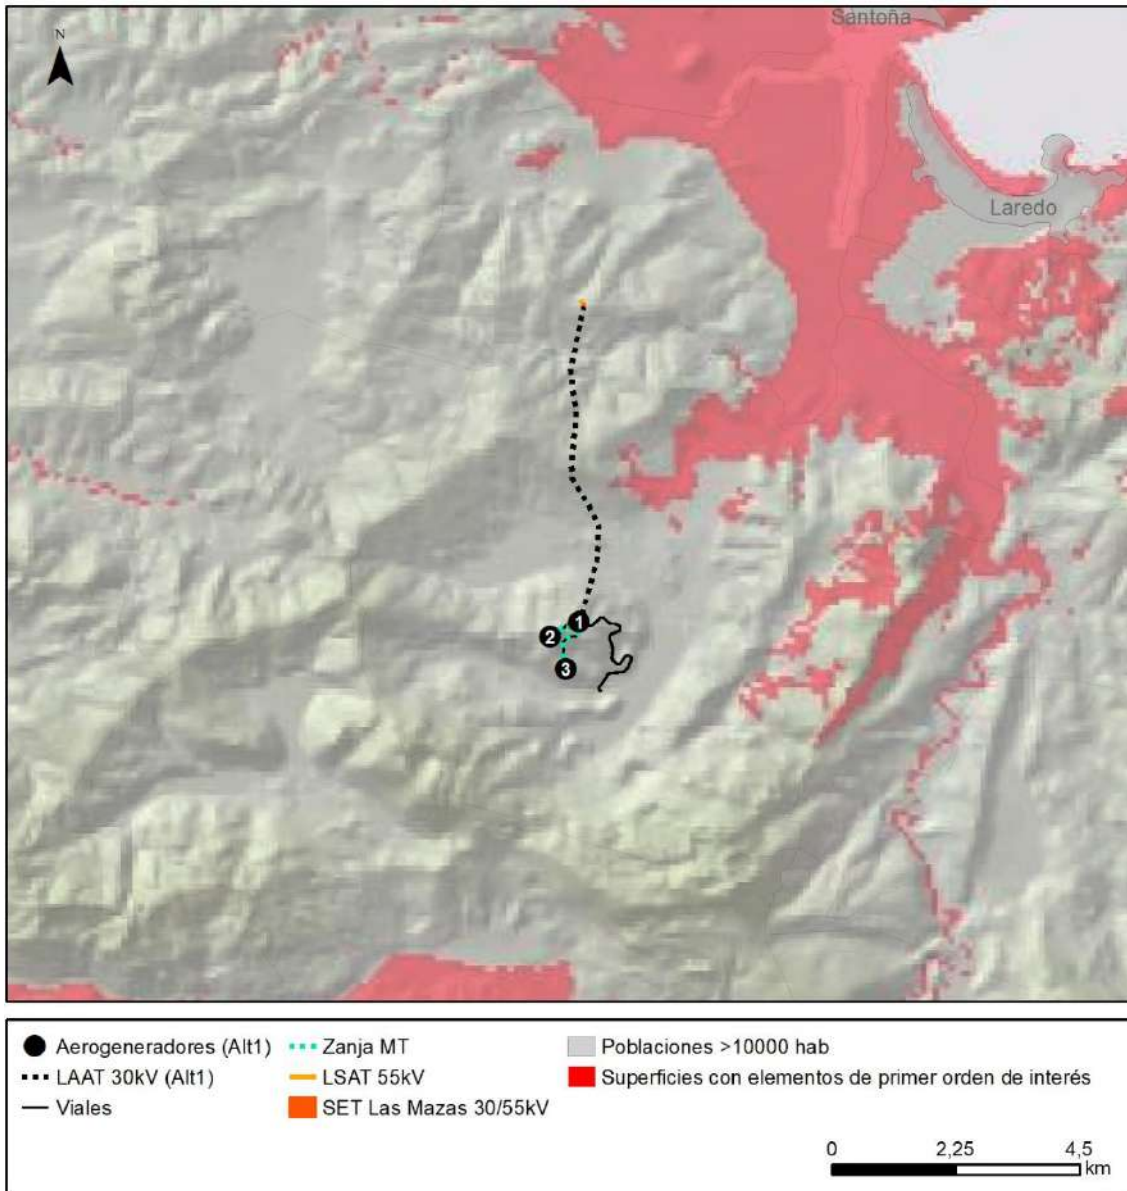 Santoña
N
Laredo
1
2
3
Aerogeneradores (Alt1)
Zanja MT
Poblaciones >10000 hab
LAAT 30kV (Alt1)
LSAT 55kV
Superficies con elementos de primer orden de interés
Viales
SET Las Mazas 30/55kV
0 2,25 4,5
km